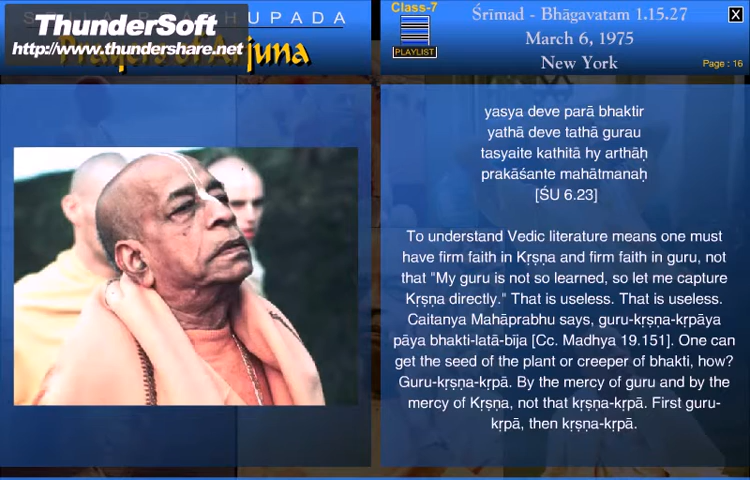 ThunderSoft
http://www.thundershare.net
HUPADA
Prayers of Arjuna
Class-7
PLAYLIST
Śrīmad - Bhāgavatam 1.15.27
March 6, 1975
New York
X
Page : 16
yasya deve parā bhaktir
yathā deve tathā gurau
tasyaite kathitā hy arthāḥ
prakāśante mahātmanaḥ
[ŚU 6.23]
To understand Vedic literature means one must
have firm faith in Kṛṣṇa and firm faith in guru, not
that "My guru is not so learned, so let me capture
Kṛṣṇa directly." That is useless. That is useless.
Caitanya Mahāprabhu says, guru-kṛṣṇa-kṛpāya
pāya bhakti-latā-bīja [Cc. Madhya 19.151]. One can
get the seed of the plant or creeper of bhakti, how?
Guru-kṛṣṇa-kṛpā. By the mercy of guru and by the
mercy of Kṛṣṇa, not that kṛṣṇa-kṛpā. First guru-
kṛpā, then kṛṣṇa-kṛpā.